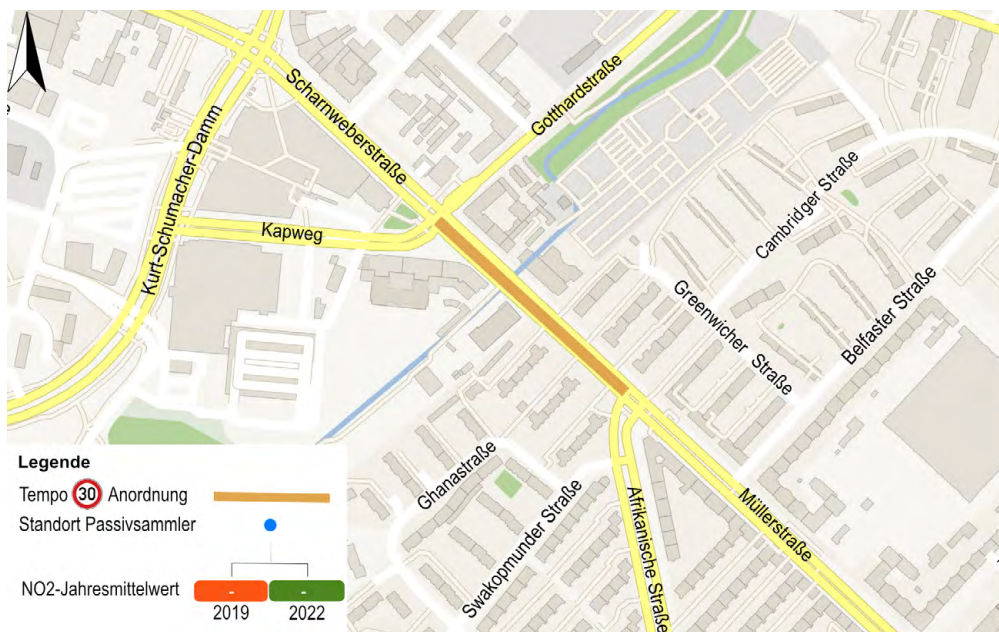 Scharnweberstraße
Gotthardstraße
Kurt-Schumacher-Damm
Kapweg
Cambridger Straße
Greenwicher Straße
Belfaster Straße
Ghanastraße
Swakopmunder Straße
Afrikanische Straße
Müllerstraße
Legende
Tempo 30 Anordnung
Standort Passivsammler
NO2-Jahresmittelwert - -
2019 2022